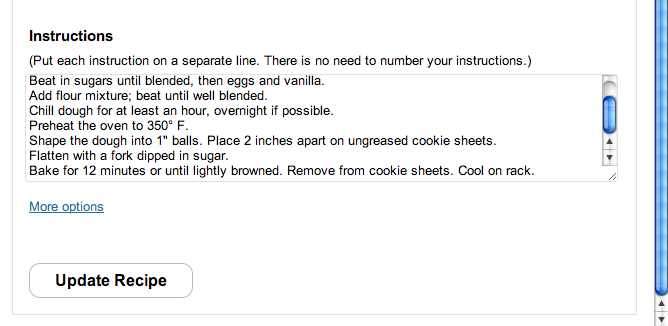 Instructions
(Put each instruction on a separate line. There is no need to number your instructions.)
Beat in sugars until blended, then eggs and vanilla.
Add flour mixture; beat until well blended.
Chill dough for at least an hour, overnight if possible.
Preheat the oven to 350° F.
Shape the dough into 1" balls. Place 2 inches apart on ungreased cookie sheets.
Flatten with a fork dipped in sugar.
Bake for 12 minutes or until lightly browned. Remove from cookie sheets. Cool on rack.
More options
Update Recipe